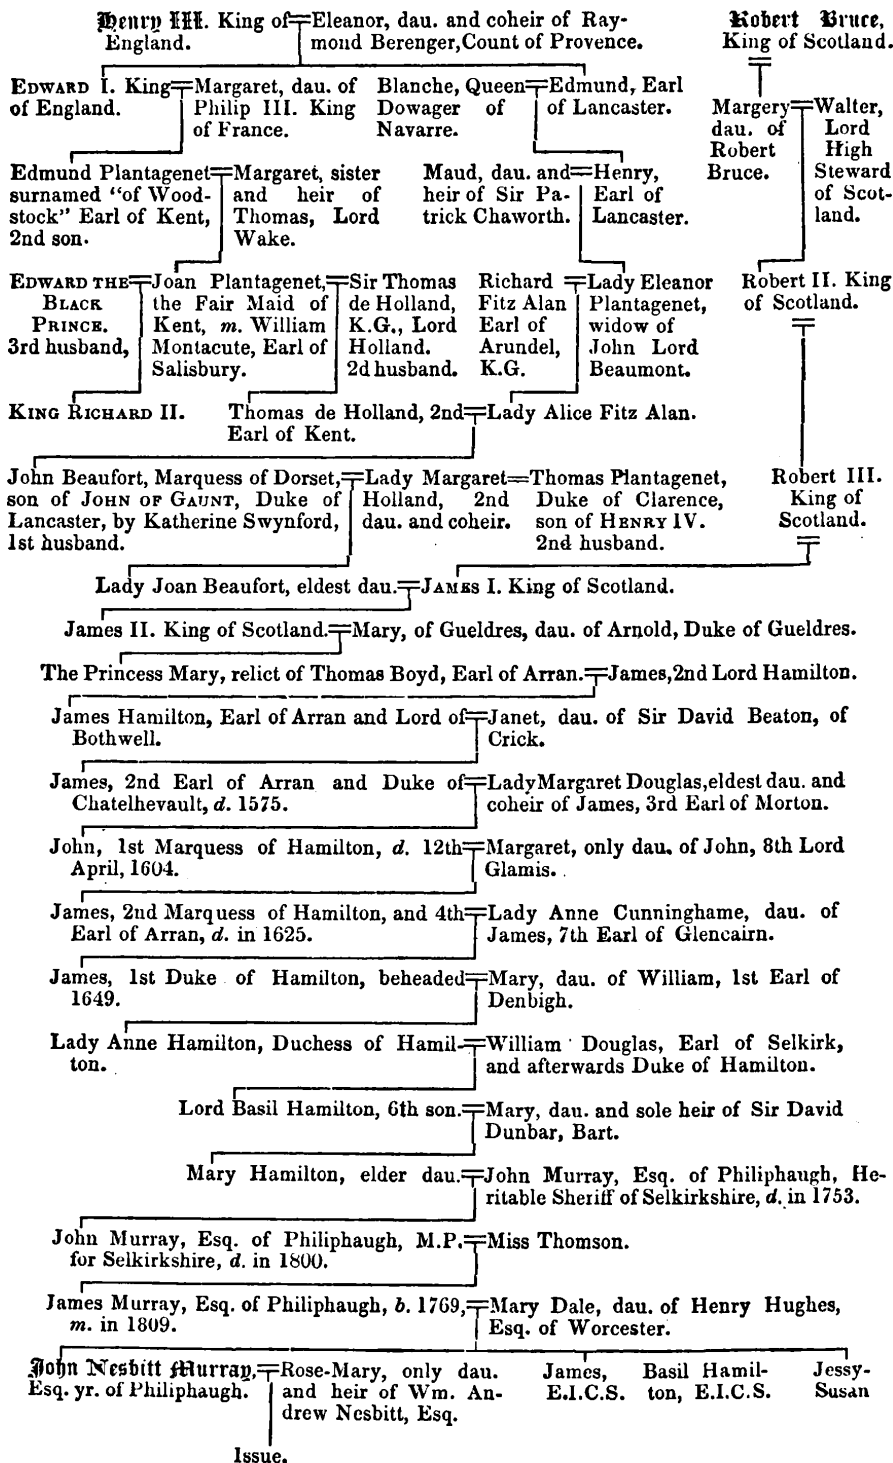 Henry III. King of
England.
Eleanor, dau. and coheir of Ray-
mond Berenger, Count of Provence.
Robert Bruce,
King of Scotland.
EDWARD I. King
of England.
Margaret, dau. of
Philip III. King
of France.
Blanche, Queen
Dowager of
Navarre.
Edmund, Earl
of Lancaster.
Margery
dau. of
Robert
Bruce.
Walter,
Lord
High
Steward
of Scot-
land.
Edmund Plantagenet
surnamed “of Wood-
stock” Earl of Kent,
2nd son.
Margaret, sister
and heir of
Thomas, Lord
Wake.
Maud, dau. and
heir of Sir Pa-
trick Chaworth.
Henry,
Earl of
Lancaster.
EDWARD THE
BLACK
PRINCE.
3rd husband,
Joan Plantagenet,
the Fair Maid of
Kent, m. William
Montacute, Earl of
Salisbury.
Sir Thomas
de Holland,
K.G., Lord
Holland.
2d husband.
Richard
Fitz Alan
Earl of
Arundel,
K.G.
Lady Eleanor
Plantagenet,
widow of
John Lord
Beaumont.
Robert II. King
of Scotland.
KING RICHARD II.
Thomas de Holland, 2nd
Earl of Kent.
Lady Alice Fitz Alan.
John Beaufort, Marquess of Dorset,
son of JOHN OF GAUNT, Duke of
Lancaster, by Katherine Swynford,
1st husband.
Lady Margaret
Holland, 2nd
dau. and coheir.
Thomas Plantagenet,
Duke of Clarence,
son of HENRY IV.
2nd husband.
Robert III.
King of
Scotland.
Lady Joan Beaufort, eldest dau.
JAMES I. King of Scotland.
James II. King of Scotland.
Mary, of Gueldres, dau. of Arnold, Duke of Gueldres.
The Princess Mary, relict of Thomas Boyd, Earl of Arran.
James, 2nd Lord Hamilton.
James Hamilton, Earl of Arran and Lord of
Bothwell.
Janet, dau. of Sir David Beaton, of
Crick.
James, 2nd Earl of Arran and Duke of
Chatelhevault, d. 1575.
Lady Margaret Douglas, eldest dau. and
coheir of James, 3rd Earl of Morton.
John, 1st Marquess of Hamilton, d. 12th
April, 1604.
Margaret, only dau. of John, 8th Lord
Glamis.
James, 2nd Marquess of Hamilton, and 4th
Earl of Arran, d. in 1625.
Lady Anne Cunninghame, dau. of
James, 7th Earl of Glencairn.
James, 1st Duke of Hamilton, beheaded
1649.
Mary, dau. of William, 1st Earl of
Denbigh.
Lady Anne Hamilton, Duchess of Hamil-
ton.
William Douglas, Earl of Selkirk,
and afterwards Duke of Hamilton.
Lord Basil Hamilton, 6th son.
Mary, dau. and sole heir of Sir David
Dunbar, Bart.
Mary Hamilton, elder dau.
John Murray, Esq. of Philiphaugh, He-
ritable Sheriff of Selkirkshire, d. in 1753.
John Murray, Esq. of Philiphaugh, M.P.
for Selkirkshire, d. in 1800.
Miss Thomson.
James Murray, Esq. of Philiphaugh, b. 1769,
m. in 1809.
Mary Dale, dau. of Henry Hughes,
Esq. of Worcester.
John Nesbitt Murray,
Esq. yr. of Philiphaugh.
Rose-Mary, only dau.
and heir of Wm. An-
drew Nesbitt, Esq.
James,
E.I.C.S.
Basil Hamil-
ton, E.I.C.S.
Jessy-
Susan
Issue.